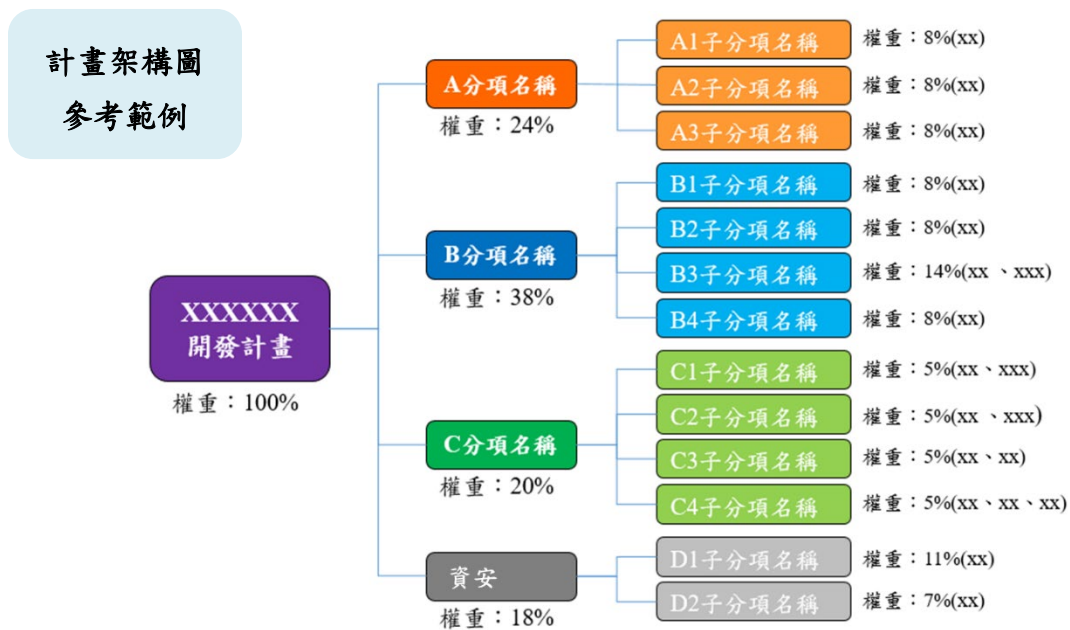 計畫架構圖
參考範例
XXXXXX
開發計畫
權重：100%
A分項名稱
權重：24%
A1子分項名稱 權重：8%(xx)
A2子分項名稱 權重：8%(xx)
A3子分項名稱 權重：8%(xx)
B分項名稱
權重：38%
B1子分項名稱 權重：8%(xx)
B2子分項名稱 權重：8%(xx)
B3子分項名稱 權重：14%(xx 、xxx)
B4子分項名稱 權重：8%(xx)
C分項名稱
權重：20%
C1子分項名稱 權重：5%(xx、xxx)
C2子分項名稱 權重：5%(xx 、xxx)
C3子分項名稱 權重：5%(xx、xx)
C4子分項名稱 權重：5%(xx、xx、xx)
資安
權重：18%
D1子分項名稱 權重：11%(xx)
D2子分項名稱 權重：7%(xx)